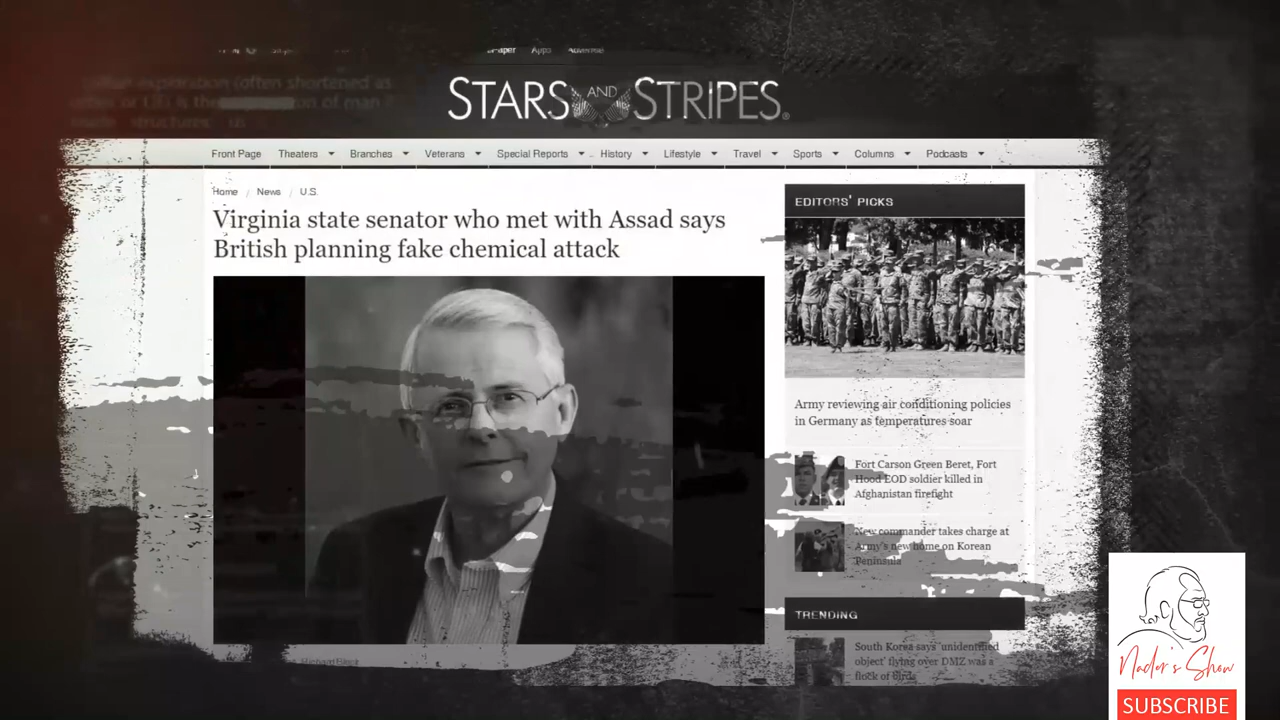 Apps
STARS AND STRIPES®
Front Page Theaters Branches Veterans Special Reports History Lifestyle Travel Sports Columns Podcasts
Home / News / U.S.
Virginia state senator who met with Assad says
British planning fake chemical attack
EDITORS' PICKS
Army reviewing air conditioning policies
in Germany as temperatures soar
Fort Carson Green Beret, Fort
Hood EOD soldier killed in
Afghanistan firefight
New commander takes charge at
Army's new home on Korean
Peninsula
TRENDING
South Korea says 'unidentified
object' flying over DMZ was a
flock of birds
Richard Black
Nader's Show
SUBSCRIBE